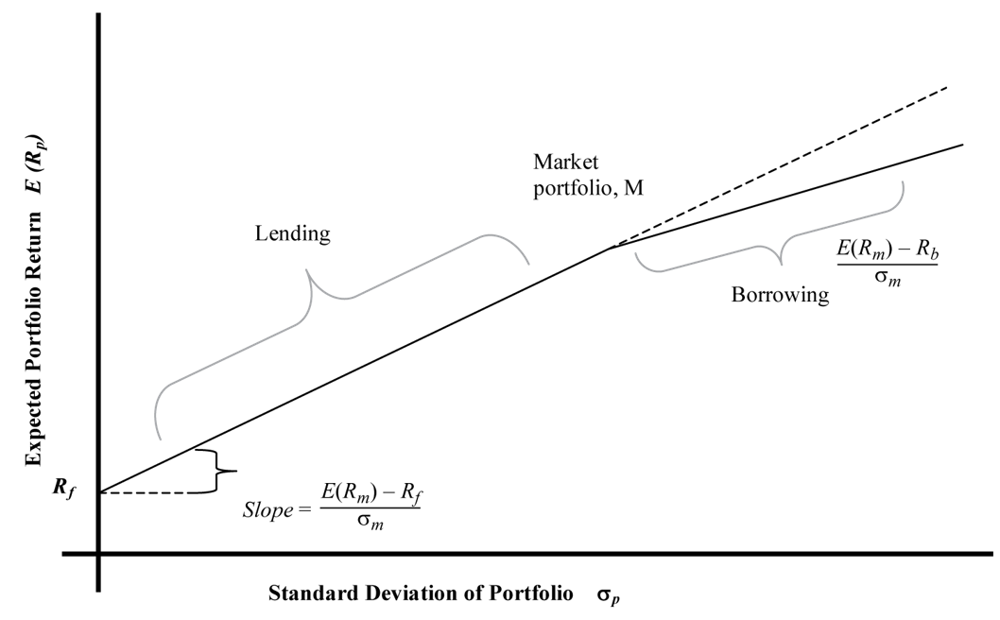 Expected Portfolio Return E (Rp)
Market
portfolio, M
Lending
E(Rm) – Rb
σm
Borrowing
Rf
Slope = E(Rm) – Rf
σm
Standard Deviation of Portfolio σp